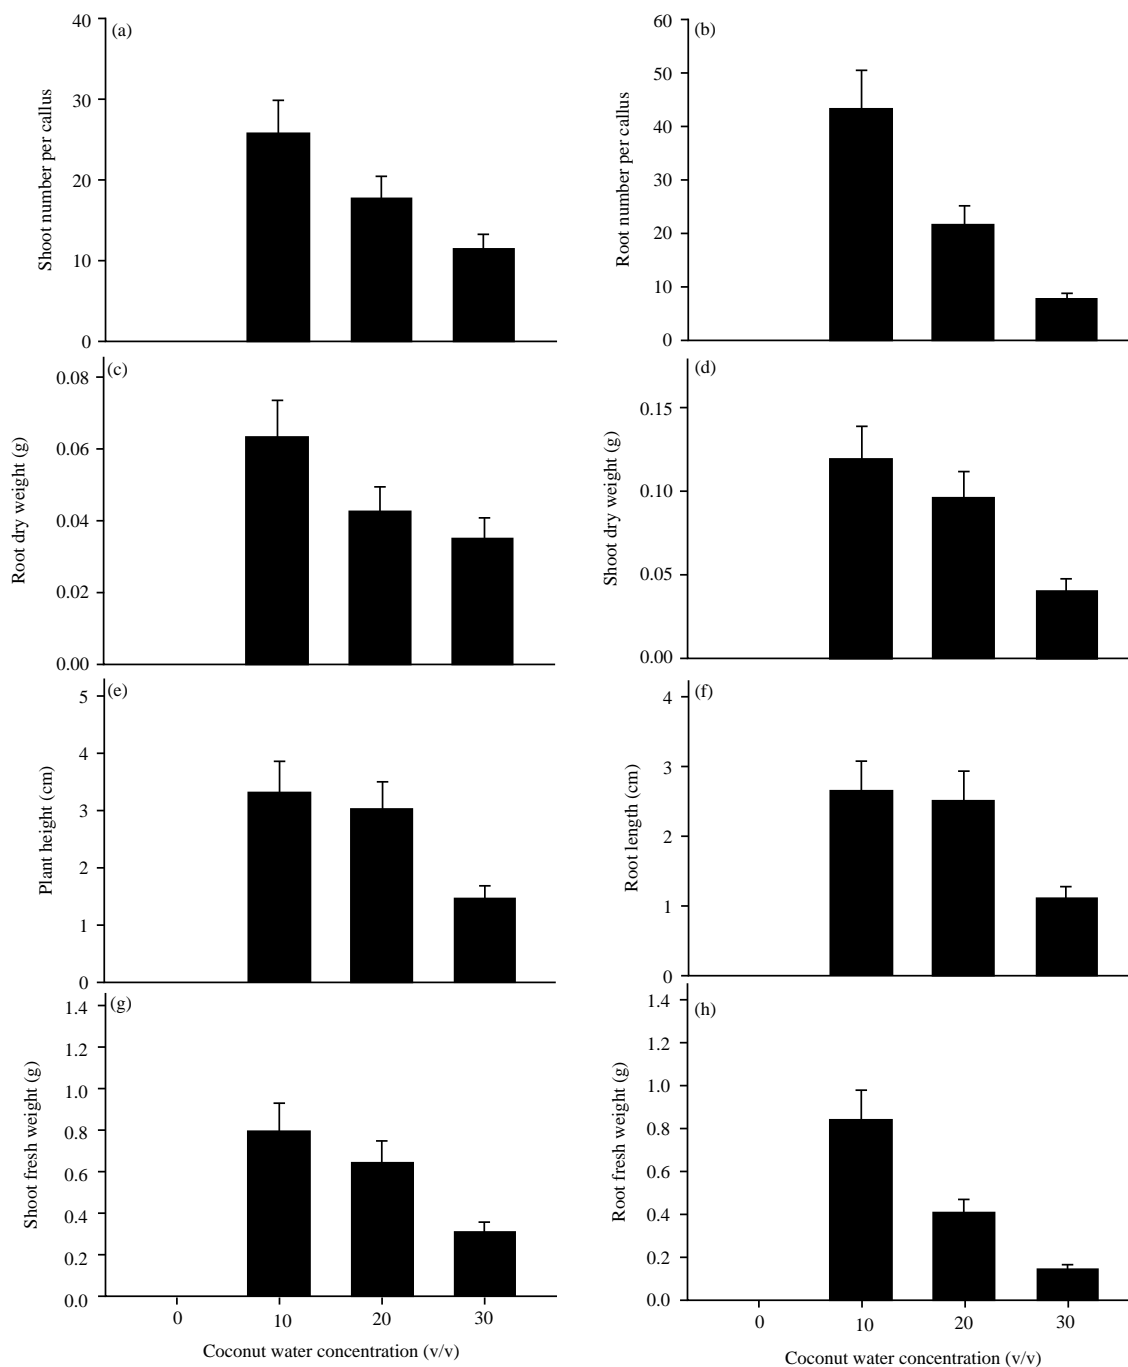 (a)
Shoot number per callus
40
30
20
10
0
(b)
Root number per callus
60
50
40
30
20
10
0
(c)
Root dry weight (g)
0.08
0.06
0.04
0.02
0.00
(d)
Shoot dry weight (g)
0.15
0.10
0.05
0.00
(e)
Plant height (cm)
5
4
3
2
1
0
(f)
Root length (cm)
4
3
2
1
0
(g)
Shoot fresh weight (g)
1.4
1.2
1.0
0.8
0.6
0.4
0.2
0.0
0 10 20 30
Coconut water concentration (v/v)
(h)
Root fresh weight (g)
1.4
1.2
1.0
0.8
0.6
0.4
0.2
0.0
0 10 20 30
Coconut water concentration (v/v)